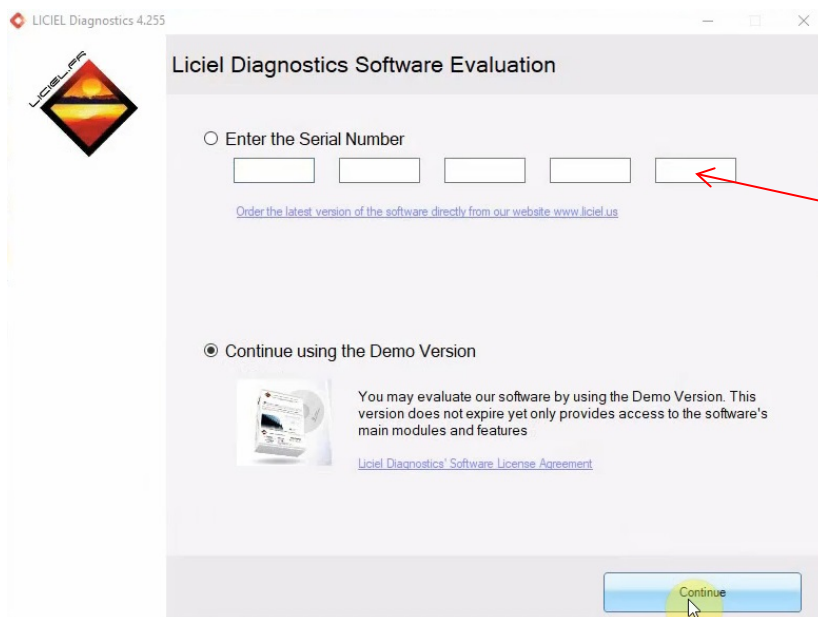 LICIEL Diagnostics 4.255
LICIEL.FR
Liciel Diagnostics Software Evaluation
Enter the Serial Number
Order the latest version of the software directly from our website www.liciel.us
Continue using the Demo Version
You may evaluate our software by using the Demo Version. This
version does not expire yet only provides access to the software's
main modules and features
Liciel Diagnostics' Software License Agreement
Continue